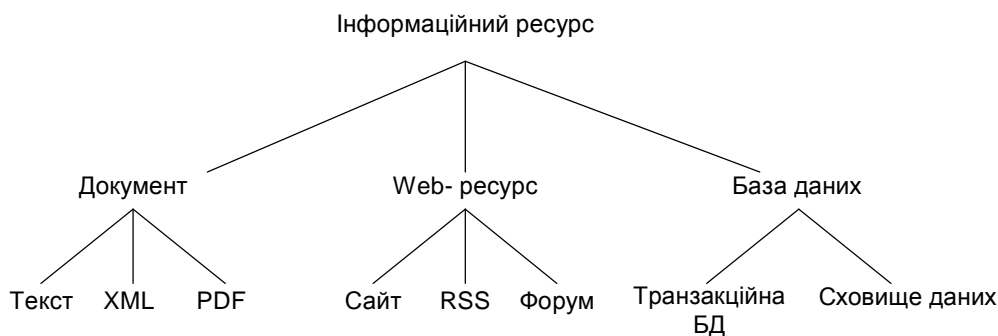 Інформаційний ресурс
Документ
Web- ресурс
База даних
Текст
XML
PDF
Сайт
RSS
Форум
Транзакційна
БД
Сховище даних